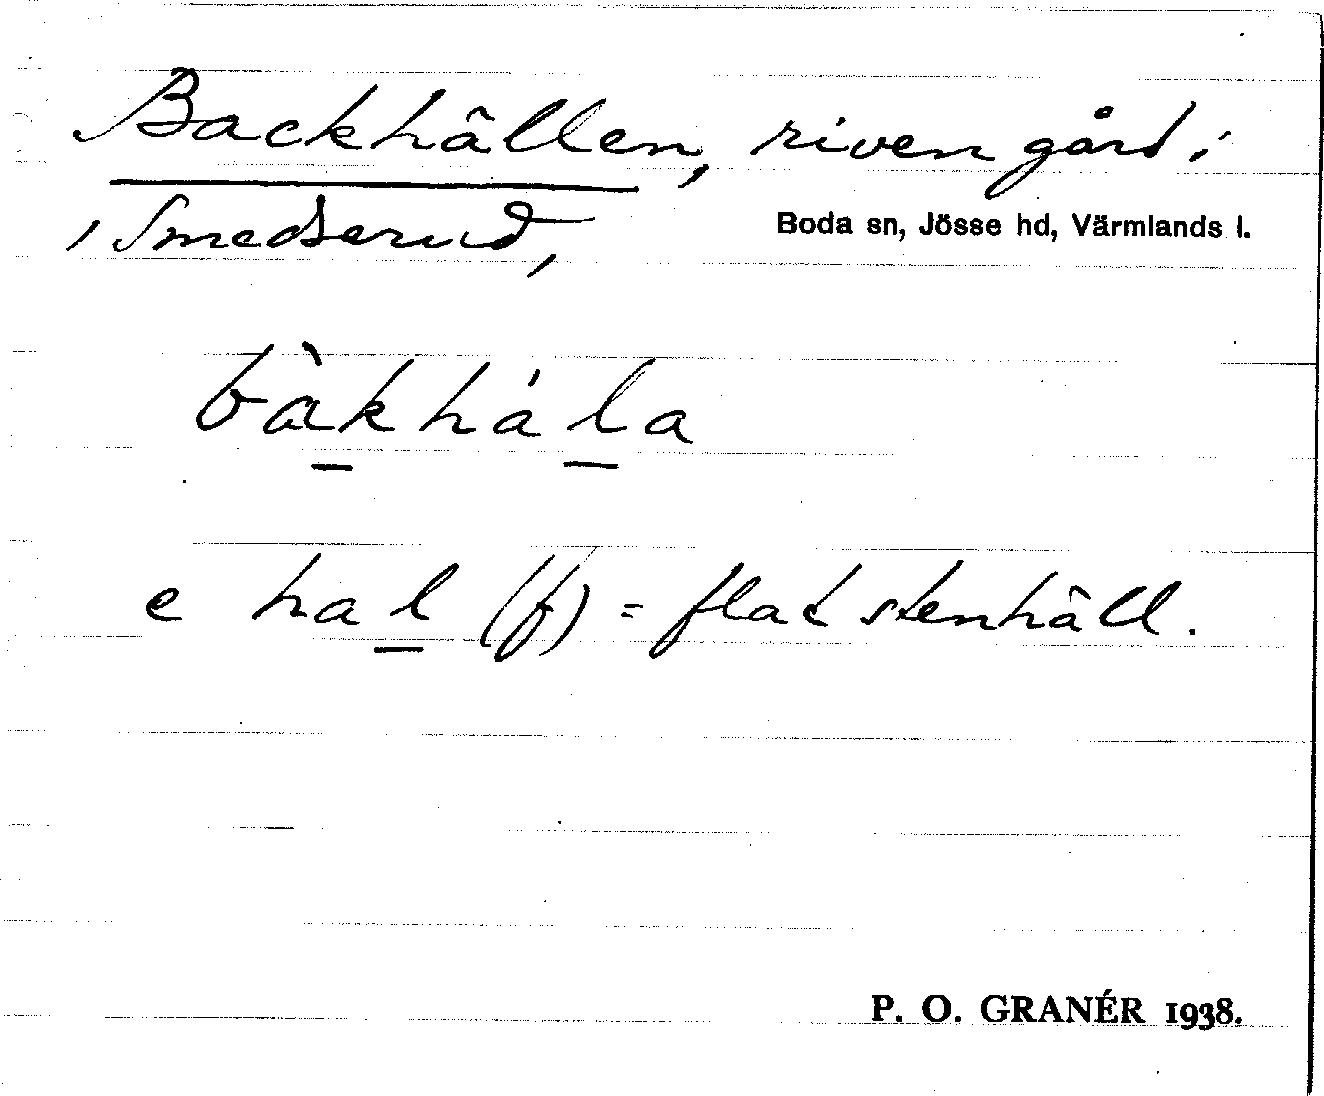 Backhällen, riven gård i
i Smedserud,
Boda sn, Jösse hd, Värmlands l.
bàkhála
e hal (f) = flat stenhäll.
P. O. GRANÉR 1938.